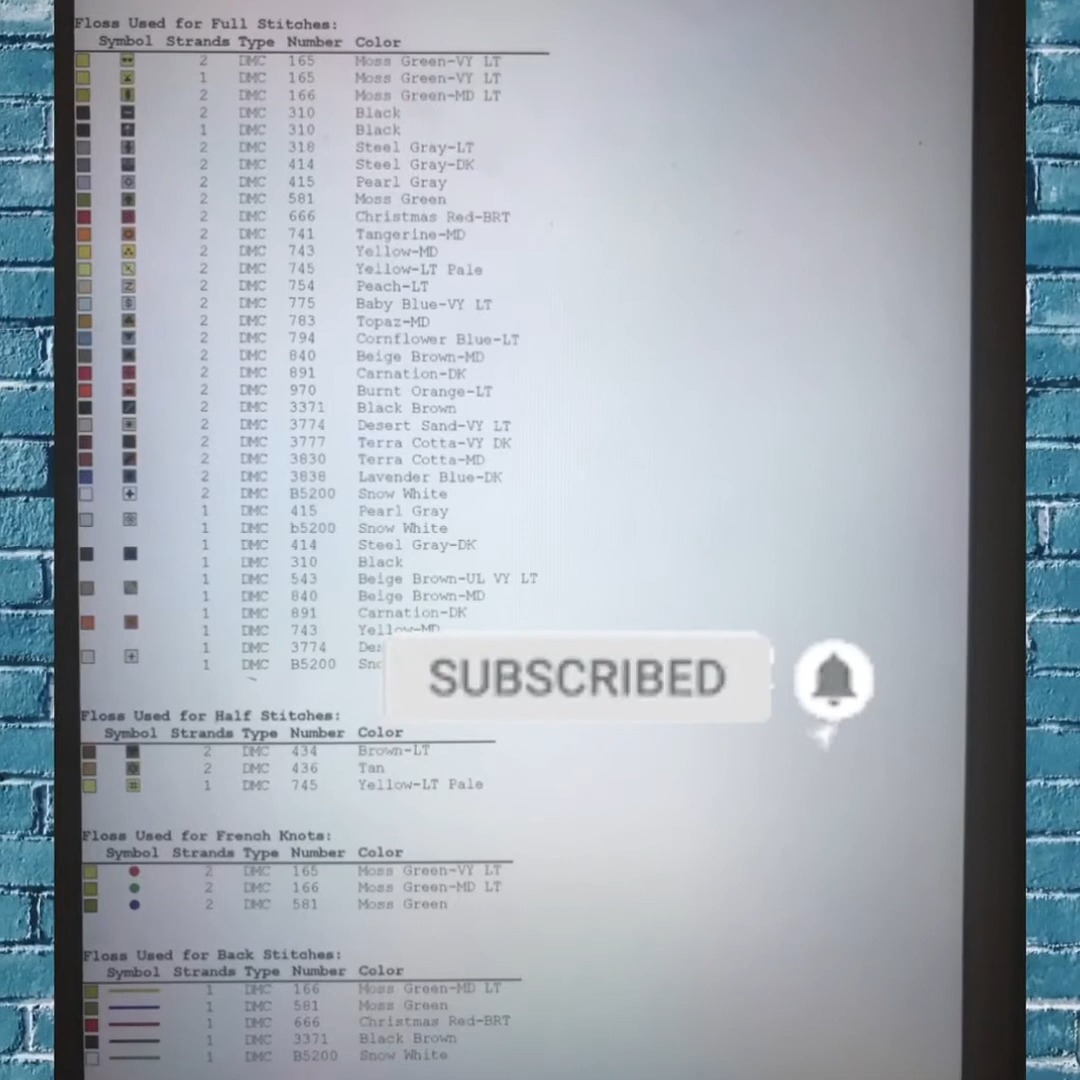 Floss Used for Full Stitches:
Symbol Strands Type Number Color
2 DMC 165 Moss Green-VY LT
1 DMC 165 Moss Green-VY LT
2 DMC 166 Moss Green-MD LT
2 DMC 310 Black
1 DMC 310 Black
2 DMC 318 Steel Gray-LT
2 DMC 414 Steel Gray-DK
2 DMC 415 Pearl Gray
2 DMC 581 Moss Green
2 DMC 666 Christmas Red-BRT
2 DMC 741 Tangerine-MD
2 DMC 743 Yellow-MD
2 DMC 745 Yellow-LT Pale
2 DMC 754 Peach-LT
2 DMC 775 Baby Blue-VY LT
2 DMC 783 Topaz-MD
2 DMC 794 Cornflower Blue-LT
2 DMC 840 Beige Brown-MD
2 DMC 891 Carnation-DK
2 DMC 970 Burnt Orange-LT
2 DMC 3371 Black Brown
2 DMC 3774 Desert Sand-VY LT
2 DMC 3777 Terra Cotta-VY DK
2 DMC 3830 Terra Cotta-MD
2 DMC 3838 Lavender Blue-DK
2 DMC B5200 Snow White
1 DMC 415 Pearl Gray
1 DMC b5200 Snow White
1 DMC 414 Steel Gray-DK
1 DMC 310 Black
1 DMC 543 Beige Brown-UL VY LT
1 DMC 840 Beige Brown-MD
1 DMC 891 Carnation-DK
1 DMC 743 Yellow-MD
1 DMC 3774
1 DMC B5200
SUBSCRIBED
Floss Used for Half Stitches:
Symbol Strands Type Number Color
2 DMC 434 Brown-LT
2 DMC 436 Tan
1 DMC 745 Yellow-LT Pale
Floss Used for French Knots:
Symbol Strands Type Number Color
2 DMC 165 Moss Green-VY LT
2 DMC 166 Moss Green-MD LT
2 DMC 581 Moss Green
Floss Used for Back Stitches:
Symbol Strands Type Number Color
1 DMC 166 Moss Green-MD LT
1 DMC 581 Moss Green
1 DMC 666 Christmas Red-BRT
1 DMC 3371 Black Brown
1 DMC B5200 Snow White